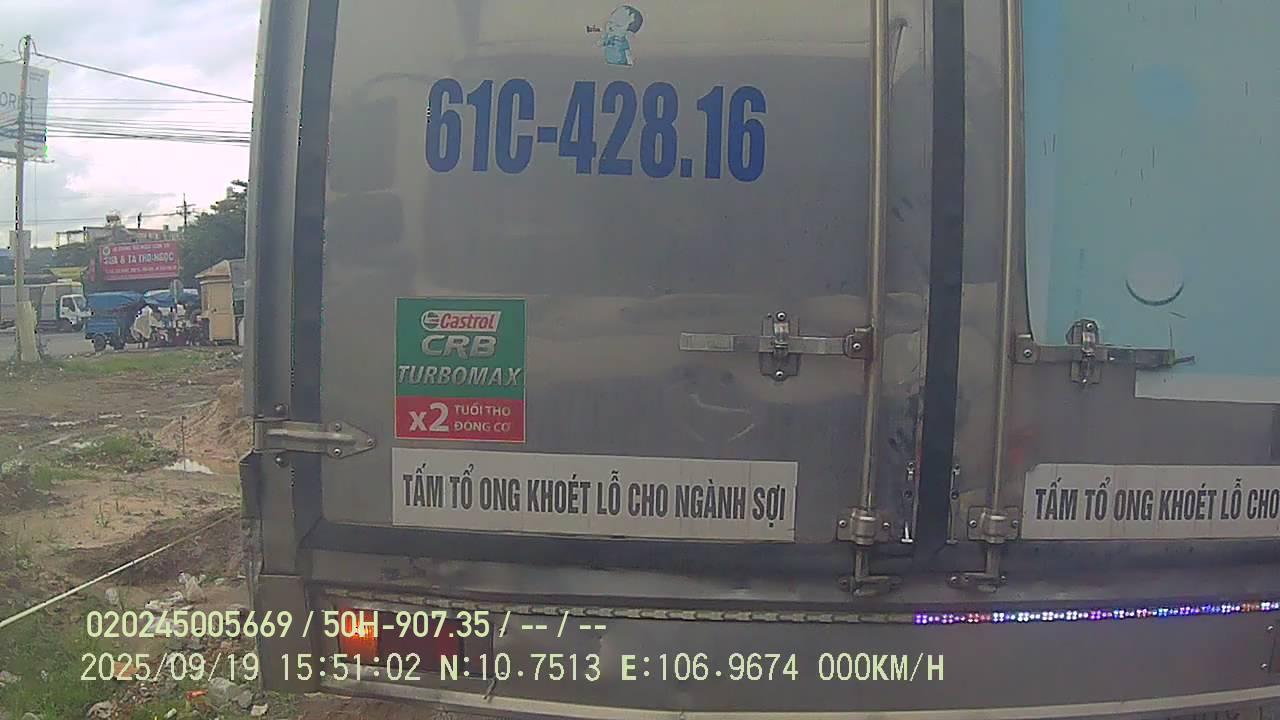 61C-428.16
Castrol
CRB
TURBOMAX
x2 TUỔI THỌ
ĐỘNG CƠ
TẤM TỔ ONG KHOÉT LỖ CHO NGÀNH SỢI
TẤM TỔ ONG KHOÉT LỖ CHO
020245005669 / 50H-907.35 / -- / --
2025/09/19 15:51:02 N:10.7513 E:106.9674 000KM/H